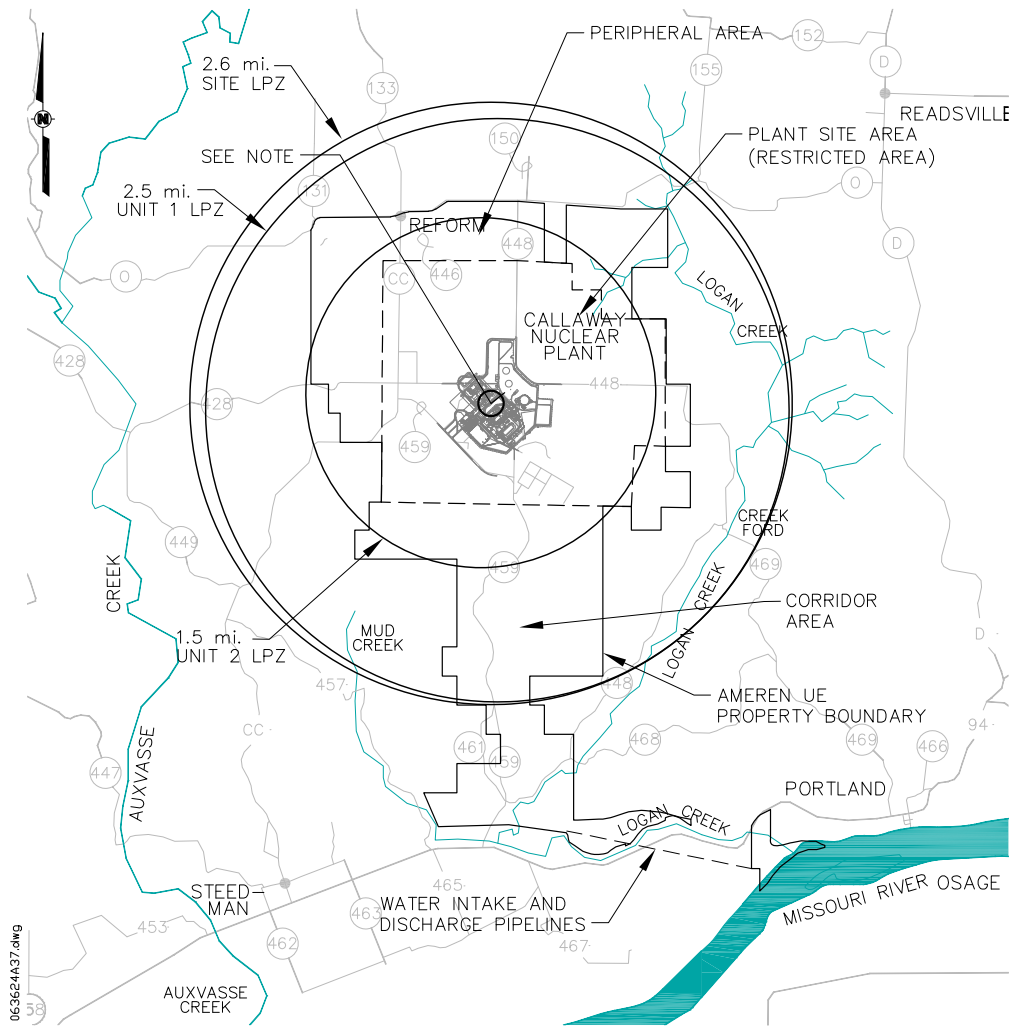 PERIPHERAL AREA
152
D
2.6 mi.
SITE LPZ
155
133
READSVILLE
N
150
PLANT SITE AREA
(RESTRICTED AREA)
SEE NOTE
2.5 mi.
UNIT 1 LPZ
131
O
REFORM
448
D
O
CC
446
LOGAN
CREEK
CALLAWAY
NUCLEAR
PLANT
428
448
428
459
CREEK
FORD
449
459
469
CREEK
LOGAN CREEK
CORRIDOR
AREA
MUD
CREEK
1.5 mi.
UNIT 2 LPZ
D
457
448
AMEREN UE
PROPERTY BOUNDARY
94
CC
AUXVASSE
461
459
468
469
466
447
PORTLAND
LOGAN CREEK
STEED-
MAN
465
463
WATER INTAKE AND
DISCHARGE PIPELINES
MISSOURI RIVER
OSAGE
453
462
467
AUXVASSE
CREEK
58
063624A37.dwg